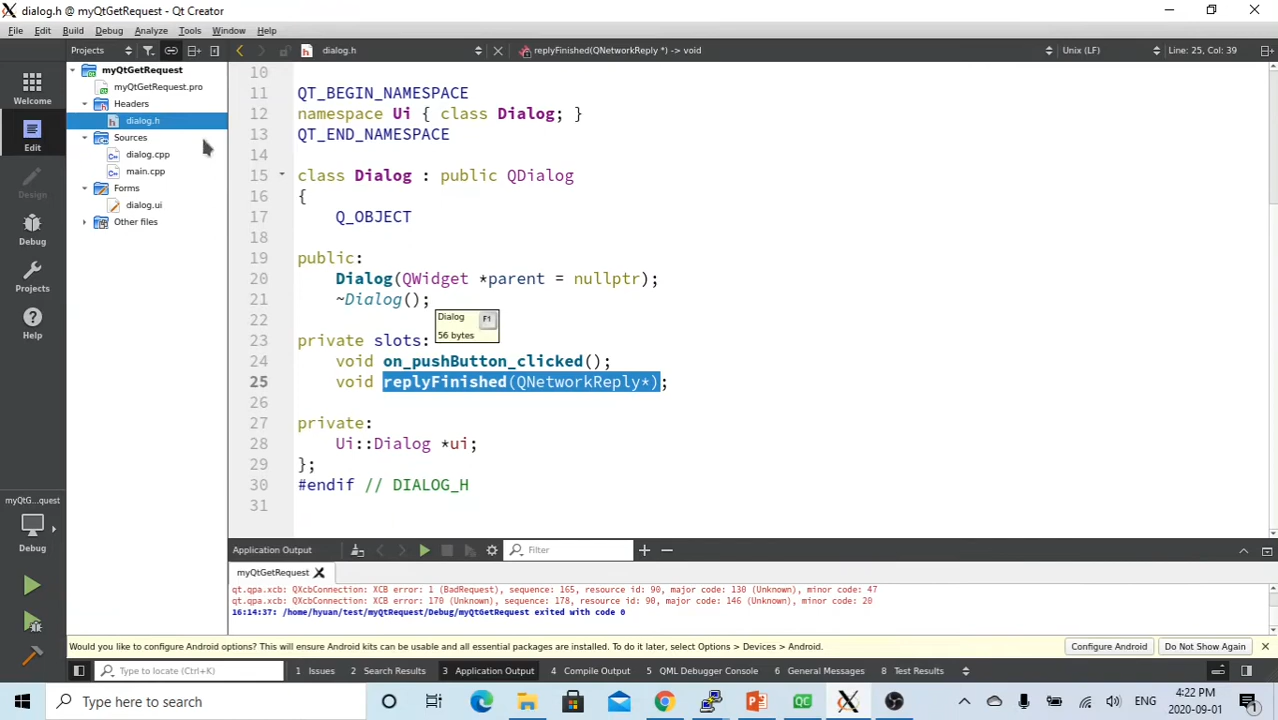 dialog.h @ myQtGetRequest - Qt Creator
File Edit Build Debug Analyze Tools Window Help
Projects dialog.h replyFinished(QNetworkReply *) -> void Unix (LF) Line: 25, Col: 39
Welcome
Edit
Design
Debug
Projects
Help
myQtG...quest
Debug
myQtGetRequest
myQtGetRequest.pro
Headers
dialog.h
Sources
dialog.cpp
main.cpp
Forms
dialog.ui
Other files
10
11 QT_BEGIN_NAMESPACE
12 namespace Ui { class Dialog; }
13 QT_END_NAMESPACE
14
15 class Dialog : public QDialog
16 {
17 Q_OBJECT
18
19 public:
20 Dialog(QWidget *parent = nullptr);
21 ~Dialog();
22
23 private slots:
24 void on_pushButton_clicked();
25 void replyFinished(QNetworkReply*);
26
27 private:
28 Ui::Dialog *ui;
29 };
30 #endif // DIALOG_H
31
Dialog F1
56 bytes
Application Output Filter
myQtGetRequest
qt.qpa.xcb: QXcbConnection: XCB error: 1 (BadRequest), sequence: 165, resource id: 90, major code: 130 (Unknown), minor code: 47
qt.qpa.xcb: QXcbConnection: XCB error: 170 (Unknown), sequence: 178, resource id: 90, major code: 146 (Unknown), minor code: 20
16:14:37: /home/hyuan/test/myQtRequest/Debug/myQtGetRequest exited with code 0
Would you like to configure Android options? This will ensure Android kits can be usable and all essential packages are installed. To do it later, select Options > Devices > Android. Configure Android Do Not Show Again
Type to locate (Ctrl+K) 1 Issues 2 Search Results 3 Application Output 4 Compile Output 5 QML Debugger Console 6 General Messages 8 Test Results
Type here to search ENG 4:22 PM
2020-09-01